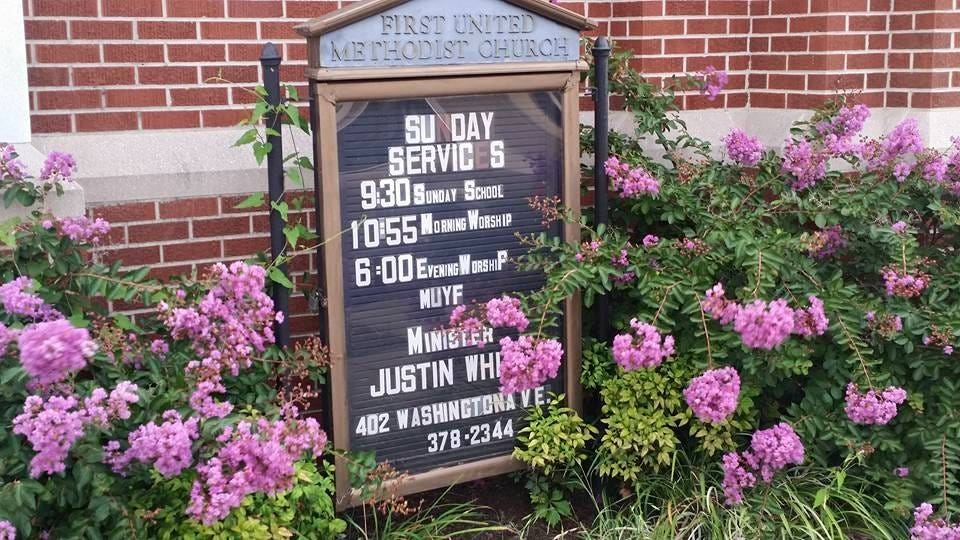 FIRST UNITED
METHODIST CHURCH
SUNDAY
SERVICES
9:30 SUNDAY SCHOOL
10:55 MORNING WORSHIP
6:00 EVENING WORSHIP
MUYF
MINISTER
JUSTIN
402 WASHINGTON AVE.
378-2344